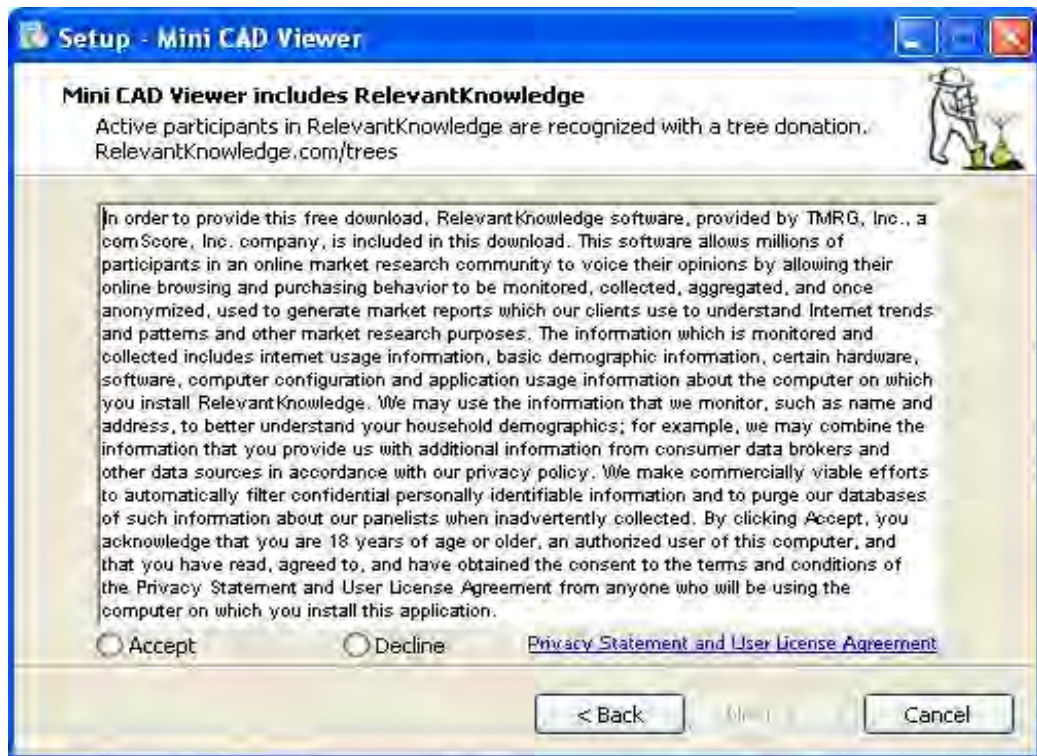 Setup - Mini CAD Viewer
Mini CAD Viewer includes RelevantKnowledge
Active participants in RelevantKnowledge are recognized with a tree donation.
RelevantKnowledge.com/trees
In order to provide this free download, RelevantKnowledge software, provided by TMRG, Inc., a
comScore, Inc. company, is included in this download. This software allows millions of
participants in an online market research community to voice their opinions by allowing their
online browsing and purchasing behavior to be monitored, collected, aggregated, and once
anonymized, used to generate market reports which our clients use to understand Internet trends
and patterns and other market research purposes. The information which is monitored and
collected includes internet usage information, basic demographic information, certain hardware,
software, computer configuration and application usage information about the computer on which
you install RelevantKnowledge. We may use the information that we monitor, such as name and
address, to better understand your household demographics; for example, we may combine the
information that you provide us with additional information from consumer data brokers and
other data sources in accordance with our privacy policy. We make commercially viable efforts
to automatically filter confidential personally identifiable information and to purge our databases
of such information about our panelists when inadvertently collected. By clicking Accept, you
acknowledge that you are 18 years of age or older, an authorized user of this computer, and
that you have read, agreed to, and have obtained the consent to the terms and conditions of
the Privacy Statement and User License Agreement from anyone who will be using the
computer on which you install this application.
Accept Decline Privacy Statement and User License Agreement
< Back Cancel